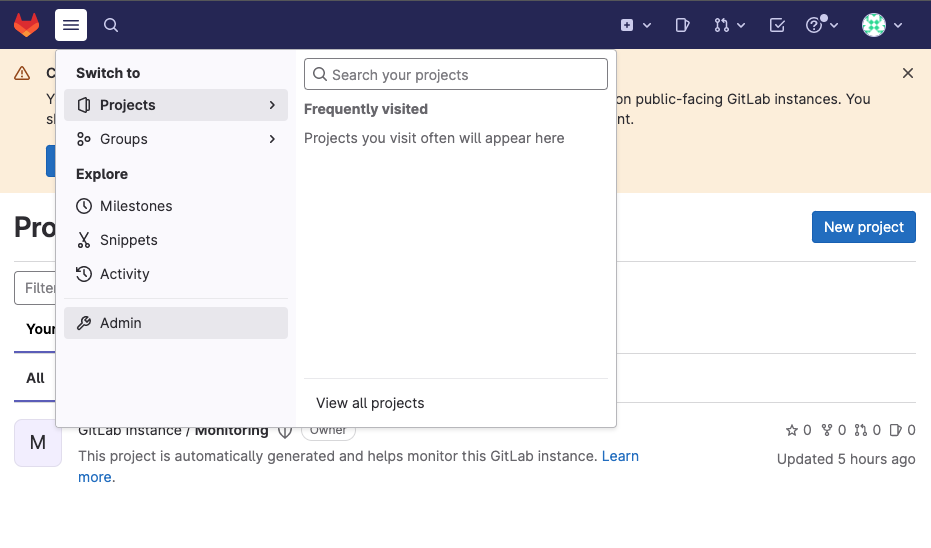 C
Y on public-facing GitLab instances. You
sl nt.
Switch to
Projects
Groups
Explore
Milestones
Snippets
Activity
Admin
Search your projects
Frequently visited
Projects you visit often will appear here
View all projects
Pro
New project
Filter
Your
All
M
GitLab Instance / Monitoring Owner
0 0 0 0
This project is automatically generated and helps monitor this GitLab instance. Learn
more.
Updated 5 hours ago